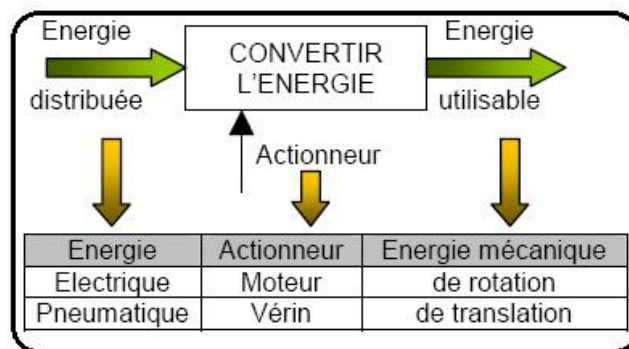 Energie CONVERTIR Energie
distribuée L'ENERGIE utilisable
Actionneur
Energie Actionneur Energie mécanique
Electrique Moteur de rotation
Pneumatique Vérin de translation